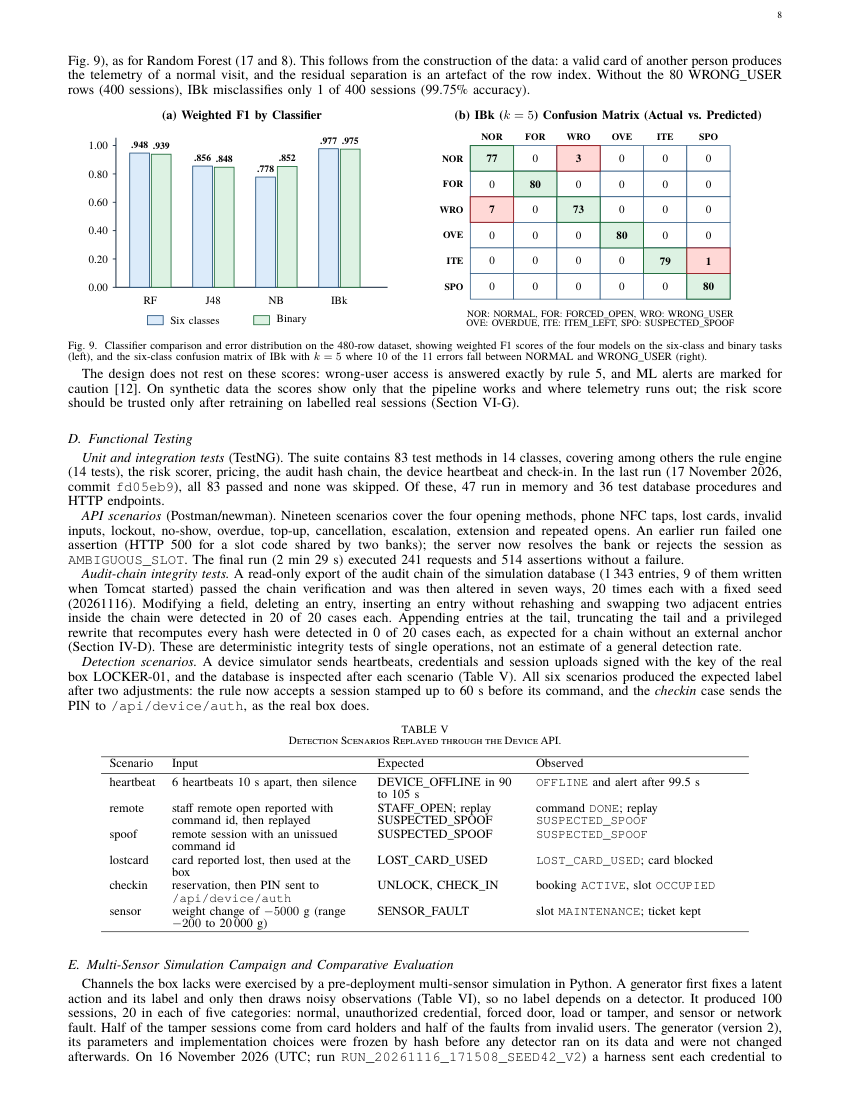 8
Fig. 9), as for Random Forest (17 and 8). This follows from the construction of the data: a valid card of another person produces
the telemetry of a normal visit, and the residual separation is an artefact of the row index. Without the 80 WRONG_USER
rows (400 sessions), IBk misclassifies only 1 of 400 sessions (99.75% accuracy).
(a) Weighted F1 by Classifier
1.00
0.80
0.60
0.40
0.20
0.00
.948 .939
.856 .848
.778 .852
.977 .975
RF J48 NB IBk
Six classes Binary
(b) IBk (k = 5) Confusion Matrix (Actual vs. Predicted)
NOR FOR WRO OVE ITE SPO
NOR 77 0 3 0 0 0
FOR 0 80 0 0 0 0
WRO 7 0 73 0 0 0
OVE 0 0 0 80 0 0
ITE 0 0 0 0 79 1
SPO 0 0 0 0 0 80
NOR: NORMAL, FOR: FORCED_OPEN, WRO: WRONG_USER
OVE: OVERDUE, ITE: ITEM_LEFT, SPO: SUSPECTED_SPOOF
Fig. 9. Classifier comparison and error distribution on the 480-row dataset, showing weighted F1 scores of the four models on the six-class and binary tasks
(left), and the six-class confusion matrix of IBk with k = 5 where 10 of the 11 errors fall between NORMAL and WRONG_USER (right).
The design does not rest on these scores: wrong-user access is answered exactly by rule 5, and ML alerts are marked for
caution [12]. On synthetic data the scores show only that the pipeline works and where telemetry runs out; the risk score
should be trusted only after retraining on labelled real sessions (Section VI-G).
D. Functional Testing
Unit and integration tests (TestNG). The suite contains 83 test methods in 14 classes, covering among others the rule engine
(14 tests), the risk scorer, pricing, the audit hash chain, the device heartbeat and check-in. In the last run (17 November 2026,
commit fd05eb9), all 83 passed and none was skipped. Of these, 47 run in memory and 36 test database procedures and
HTTP endpoints.
API scenarios (Postman/newman). Nineteen scenarios cover the four opening methods, phone NFC taps, lost cards, invalid
inputs, lockout, no-show, overdue, top-up, cancellation, escalation, extension and repeated opens. An earlier run failed one
assertion (HTTP 500 for a slot code shared by two banks); the server now resolves the bank or rejects the session as
AMBIGUOUS_SLOT. The final run (2 min 29 s) executed 241 requests and 514 assertions without a failure.
Audit-chain integrity tests. A read-only export of the audit chain of the simulation database (1 343 entries, 9 of them written
when Tomcat started) passed the chain verification and was then altered in seven ways, 20 times each with a fixed seed
(20261116). Modifying a field, deleting an entry, inserting an entry without rehashing and swapping two adjacent entries
inside the chain were detected in 20 of 20 cases each. Appending entries at the tail, truncating the tail and a privileged
rewrite that recomputes every hash were detected in 0 of 20 cases each, as expected for a chain without an external anchor
(Section IV-D). These are deterministic integrity tests of single operations, not an estimate of a general detection rate.
Detection scenarios. A device simulator sends heartbeats, credentials and session uploads signed with the key of the real
box LOCKER-01, and the database is inspected after each scenario (Table V). All six scenarios produced the expected label
after two adjustments: the rule now accepts a session stamped up to 60 s before its command, and the checkin case sends the
PIN to /api/device/auth, as the real box does.
TABLE V
Detection Scenarios Replayed through the Device API.
Scenario Input Expected Observed
heartbeat 6 heartbeats 10 s apart, then silence DEVICE_OFFLINE in 90 OFFLINE and alert after 99.5 s
to 105 s
remote staff remote open reported with STAFF_OPEN; replay command DONE; replay
command id, then replayed SUSPECTED_SPOOF SUSPECTED_SPOOF
spoof remote session with an unissued SUSPECTED_SPOOF SUSPECTED_SPOOF
command id
lostcard card reported lost, then used at the LOST_CARD_USED LOST_CARD_USED; card blocked
box
checkin reservation, then PIN sent to UNLOCK, CHECK_IN booking ACTIVE, slot OCCUPIED
/api/device/auth
sensor weight change of −5000 g (range SENSOR_FAULT slot MAINTENANCE; ticket kept
−200 to 20 000 g)
E. Multi-Sensor Simulation Campaign and Comparative Evaluation
Channels the box lacks were exercised by a pre-deployment multi-sensor simulation in Python. A generator first fixes a latent
action and its label and only then draws noisy observations (Table VI), so no label depends on a detector. It produced 100
sessions, 20 in each of five categories: normal, unauthorized credential, forced door, load or tamper, and sensor or network
fault. Half of the tamper sessions come from card holders and half of the faults from invalid users. The generator (version 2),
its parameters and implementation choices were frozen by hash before any detector ran on its data and were not changed
afterwards. On 16 November 2026 (UTC; run RUN_20261116_171508_SEED42_V2) a harness sent each credential to